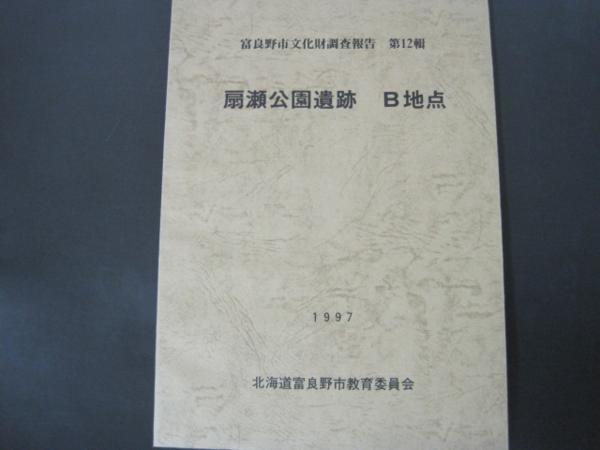 富良野市文化財調査報告　第12輯
扇瀬公園遺跡　B地点
1997
北海道富良野市教育委員会